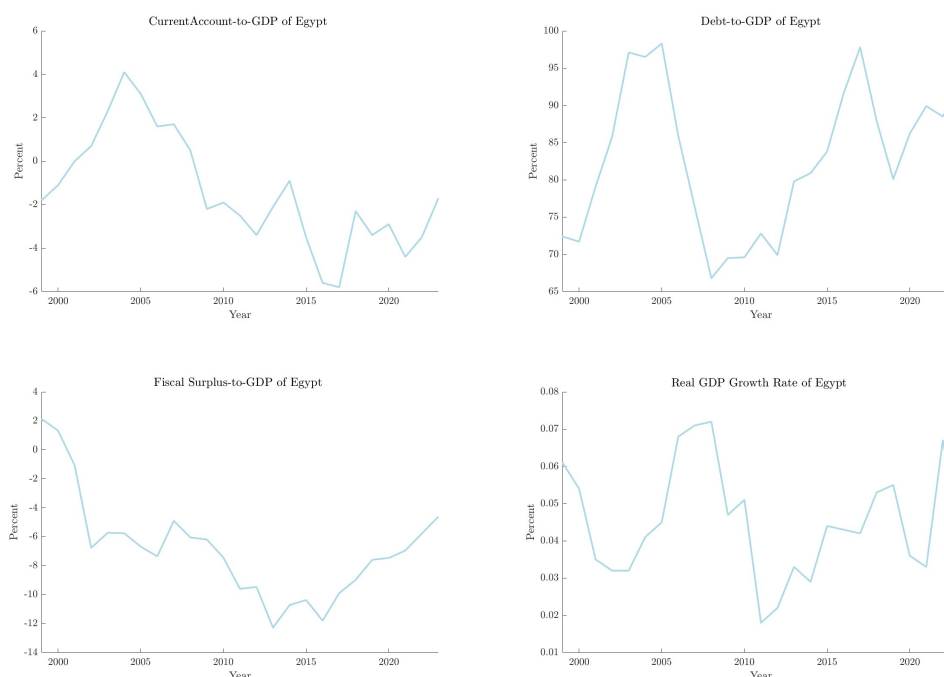 CurrentAccount-to-GDP of Egypt
6
4
2
0
-2
-4
-6
Percent
2000 2005 2010 2015 2020
Year
Debt-to-GDP of Egypt
100
95
90
85
80
75
70
65
Percent
2000 2005 2010 2015 2020
Year
Fiscal Surplus-to-GDP of Egypt
4
2
0
-2
-4
-6
-8
-10
-12
-14
Percent
2000 2005 2010 2015 2020
Year
Real GDP Growth Rate of Egypt
0.08
0.07
0.06
0.05
0.04
0.03
0.02
0.01
Percent
2000 2005 2010 2015 2020
Year